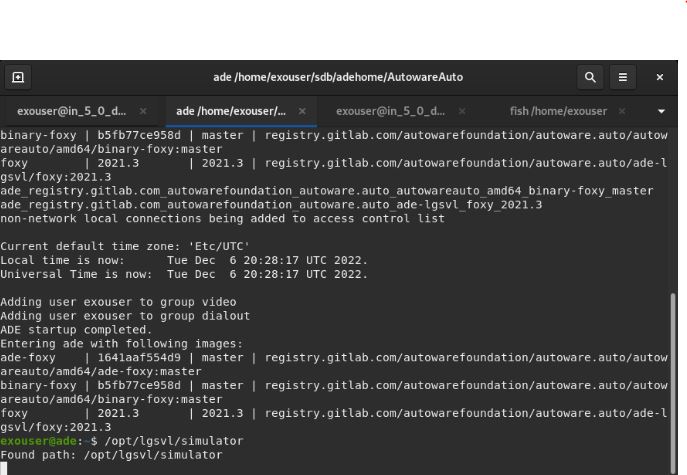 ade /home/exouser/sdb/adehome/AutowareAuto
exouser@in_5_0_d... × ade /home/exouser/... × exouser@in_5_0_d... × fish /home/exouser ×
binary-foxy | b5fb77ce958d | master | registry.gitlab.com/autowarefoundation/autoware.auto/autow
areauto/amd64/binary-foxy:master
foxy        | 2021.3       | 2021.3 | registry.gitlab.com/autowarefoundation/autoware.auto/ade-l
gsvl/foxy:2021.3
ade_registry.gitlab.com_autowarefoundation_autoware.auto_autowareauto_amd64_binary-foxy_master
ade_registry.gitlab.com_autowarefoundation_autoware.auto_ade-lgsvl_foxy_2021.3
non-network local connections being added to access control list
Current default time zone: 'Etc/UTC'
Local time is now:      Tue Dec  6 20:28:17 UTC 2022.
Universal Time is now:  Tue Dec  6 20:28:17 UTC 2022.
Adding user exouser to group video
Adding user exouser to group dialout
ADE startup completed.
Entering ade with following images:
ade-foxy    | 1641aaf554d9 | master | registry.gitlab.com/autowarefoundation/autoware.auto/autow
areauto/amd64/ade-foxy:master
binary-foxy | b5fb77ce958d | master | registry.gitlab.com/autowarefoundation/autoware.auto/autow
areauto/amd64/binary-foxy:master
foxy        | 2021.3       | 2021.3 | registry.gitlab.com/autowarefoundation/autoware.auto/ade-l
gsvl/foxy:2021.3
exouser@ade:~$ /opt/lgsvl/simulator
Found path: /opt/lgsvl/simulator